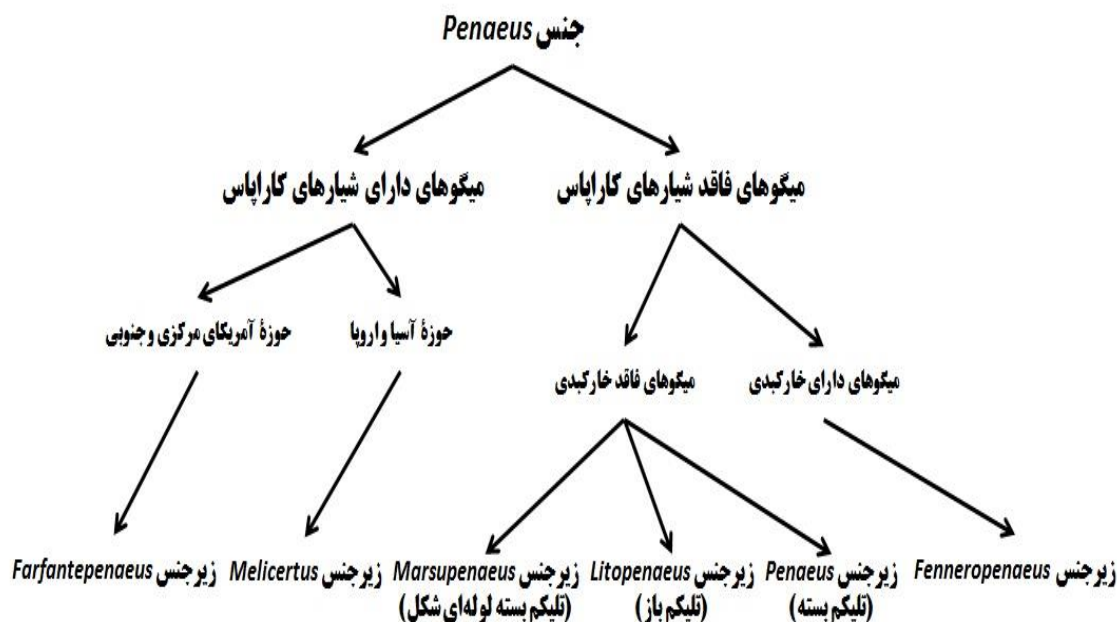 جنس Penaeus
میگوهای فاقد شیارهای کاراپاس
میگوهای دارای شیارهای کاراپاس
حوزهٔ آسیا و اروپا
حوزهٔ آمریکای مرکزی و جنوبی
میگوهای دارای خارکبدی
میگوهای فاقد خارکبدی
زیرجنس Fenneropenaeus
زیرجنس Penaeus
(تلیکم بسته)
زیرجنس Litopenaeus
(تلیکم باز)
زیرجنس Marsupenaeus
(تلیکم بسته لوله‌ای شکل)
زیرجنس Melicertus
زیرجنس Farfantepenaeus